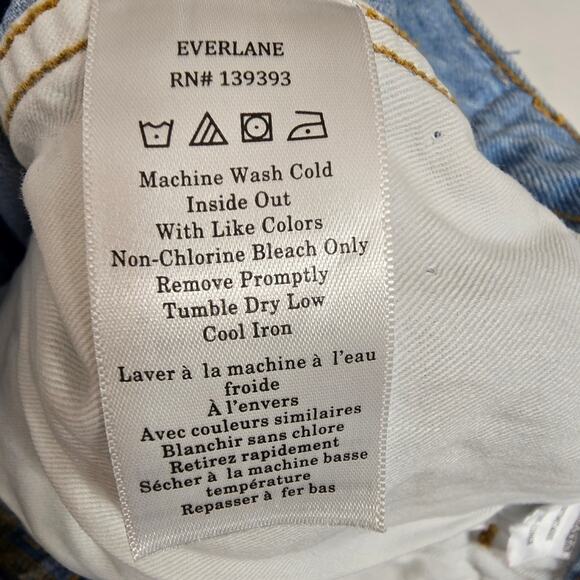 EVERLANE
RN# 139393
Machine Wash Cold
Inside Out
With Like Colors
Non-Chlorine Bleach Only
Remove Promptly
Tumble Dry Low
Cool Iron
Laver à la machine à l'eau
froide
À l'envers
Avec couleurs similaires
Blanchir sans chlore
Retirez rapidement
Sécher à la machine basse
température
Repasser à fer bas